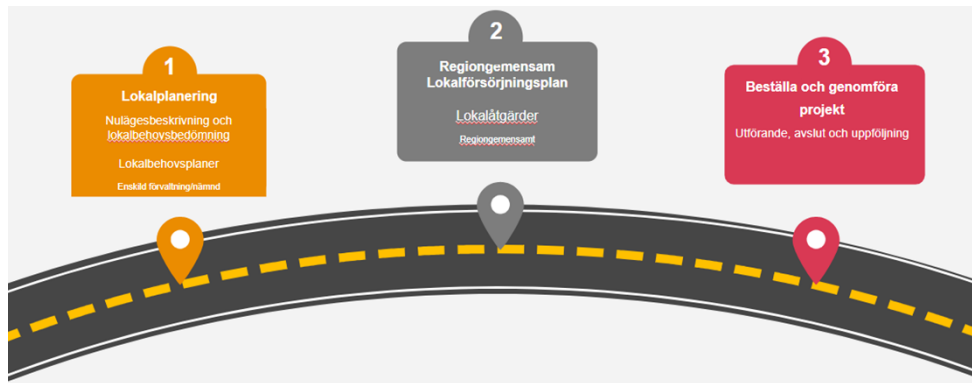 1
Lokalplanering
Nulägesbeskrivning och
lokalbehovsbedömning
Lokalbehovsplaner
Enskild förvaltning/nämnd
2
Regiongemensam
Lokalförsörjningsplan
Lokalåtgärder
Regiongemensamt
3
Beställa och genomföra
projekt
Utförande, avslut och uppföljning